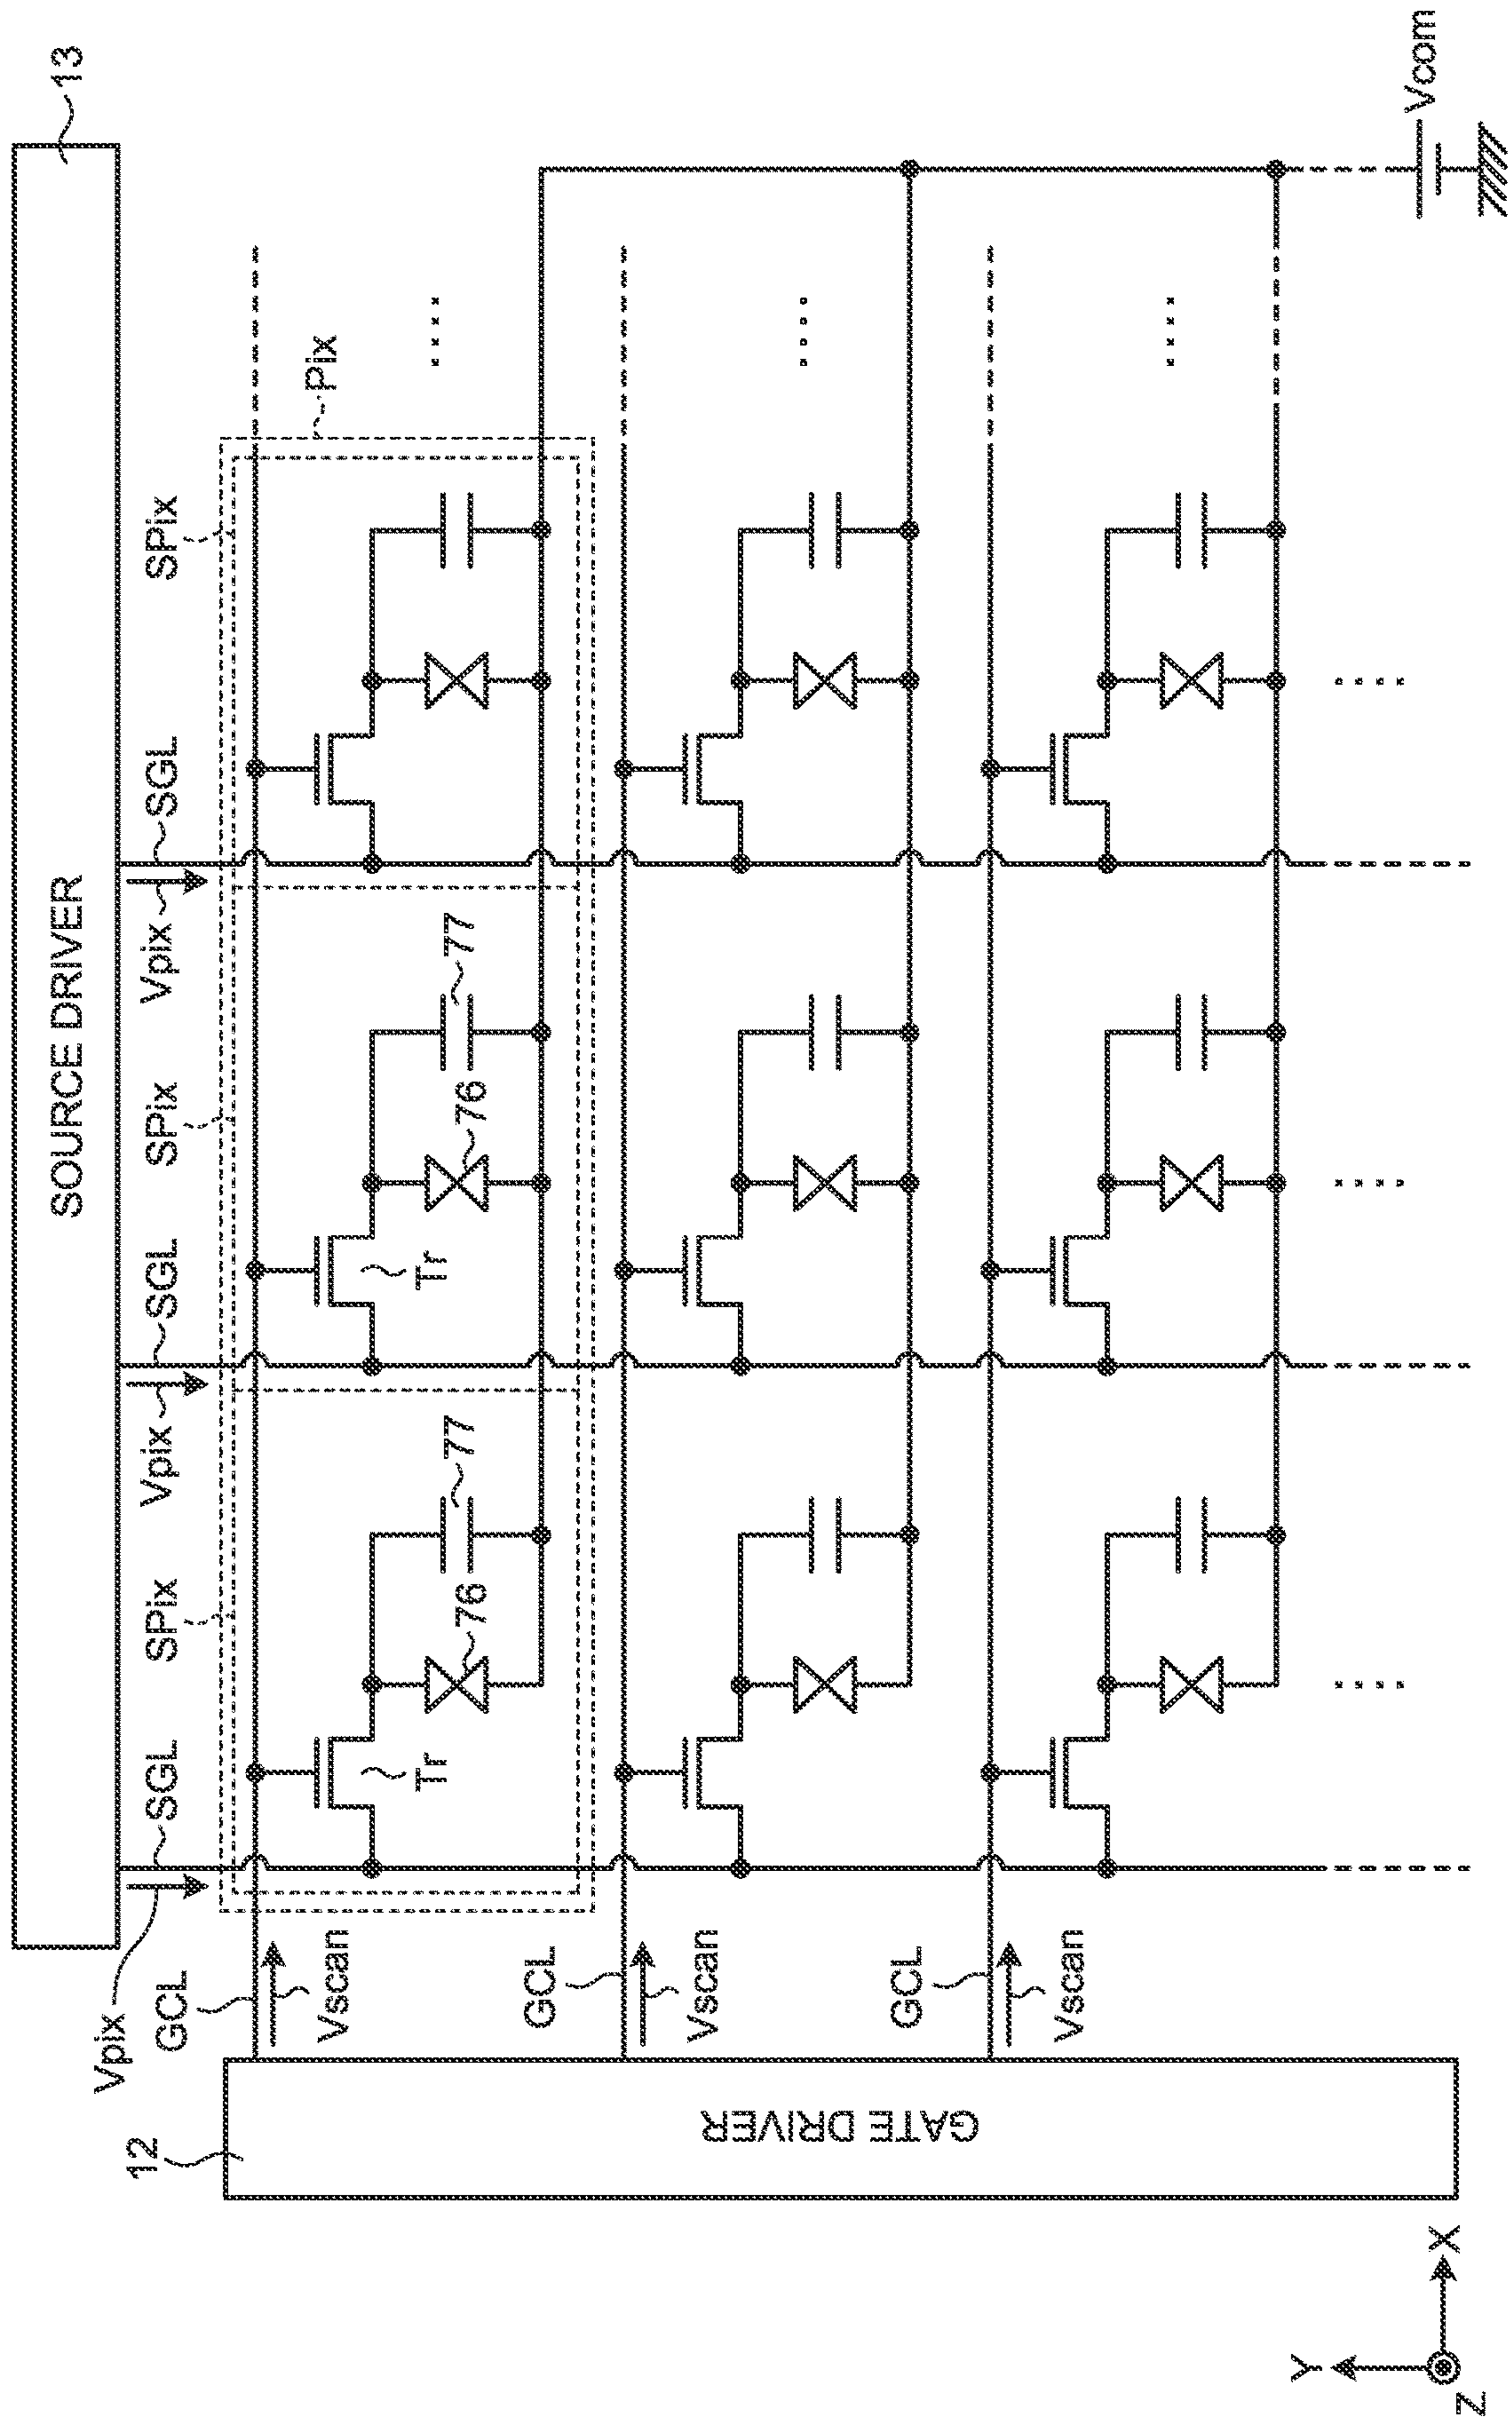 SOURCE DRIVER
13
Vpix
SGL
SPix
Vpix
SGL
SPix
Vpix
SGL
SPix
12
GCL
Pix
Tr
76
77
Tr
76
77
Vscan
GCL
Vscan
GCL
Vscan
GATE DRIVER
Vcom
Y
Z
X